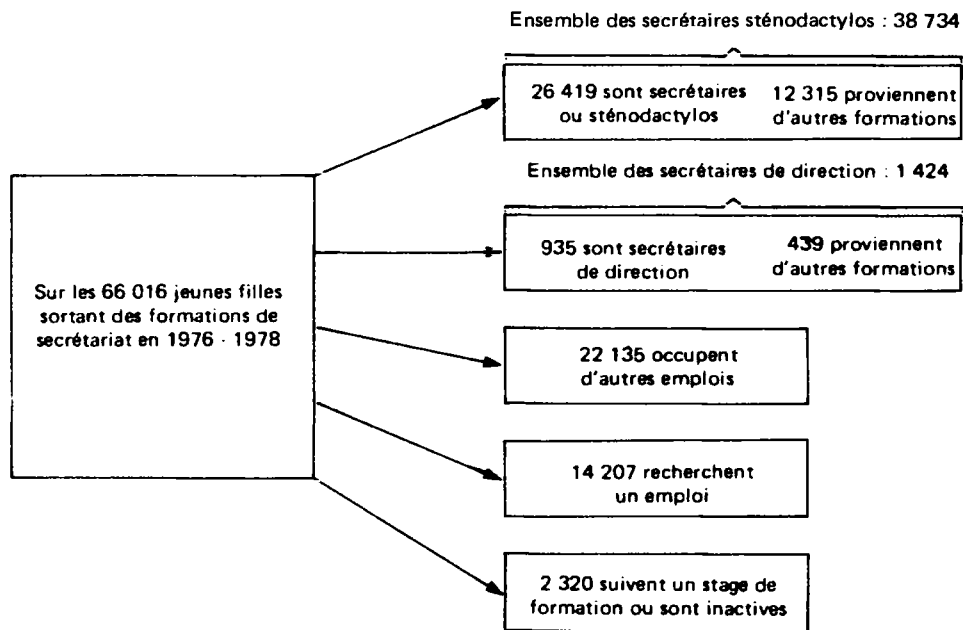 Ensemble des secrétaires sténodactylos : 38 734
26 419 sont secrétaires
ou sténodactylos
12 315 proviennent
d'autres formations
Ensemble des secrétaires de direction : 1 424
935 sont secrétaires
de direction
439 proviennent
d'autres formations
Sur les 66 016 jeunes filles
sortant des formations de
secrétariat en 1976 - 1978
22 135 occupent
d'autres emplois
14 207 recherchent
un emploi
2 320 suivent un stage de
formation ou sont inactives